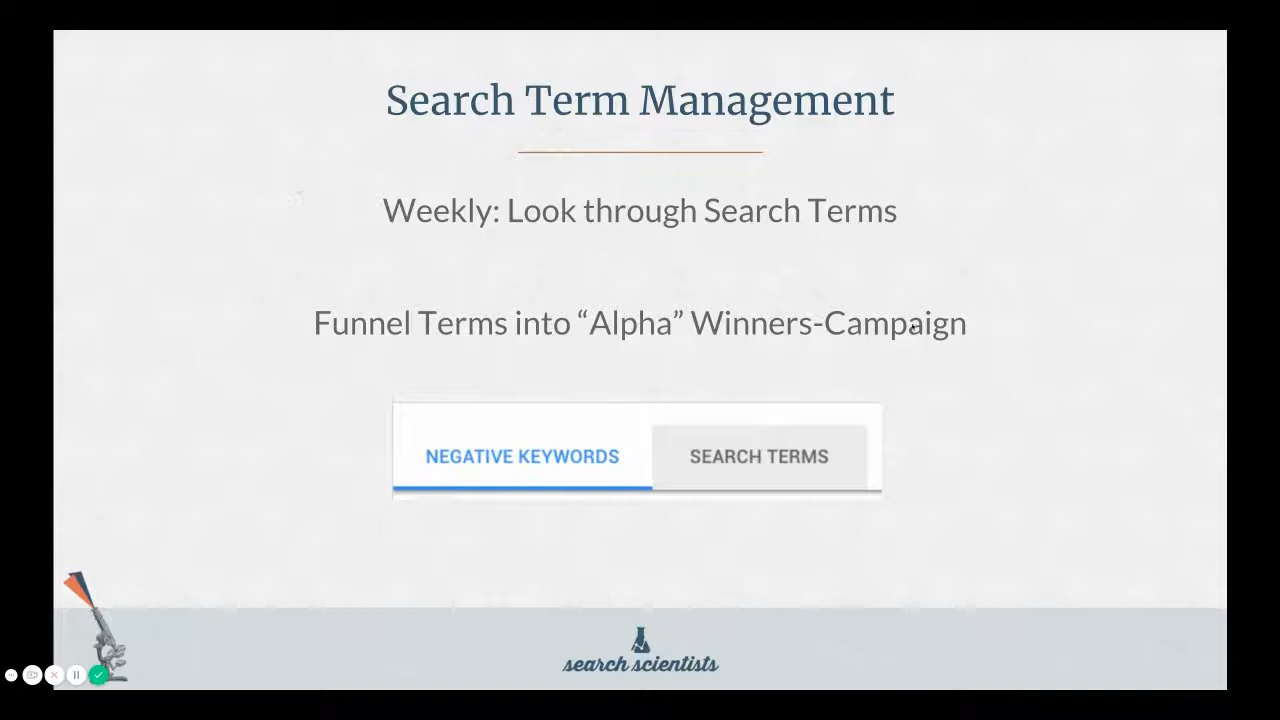 Search Term Management
Weekly: Look through Search Terms
Funnel Terms into “Alpha” Winners-Campaign
NEGATIVE KEYWORDS SEARCH TERMS
search scientists